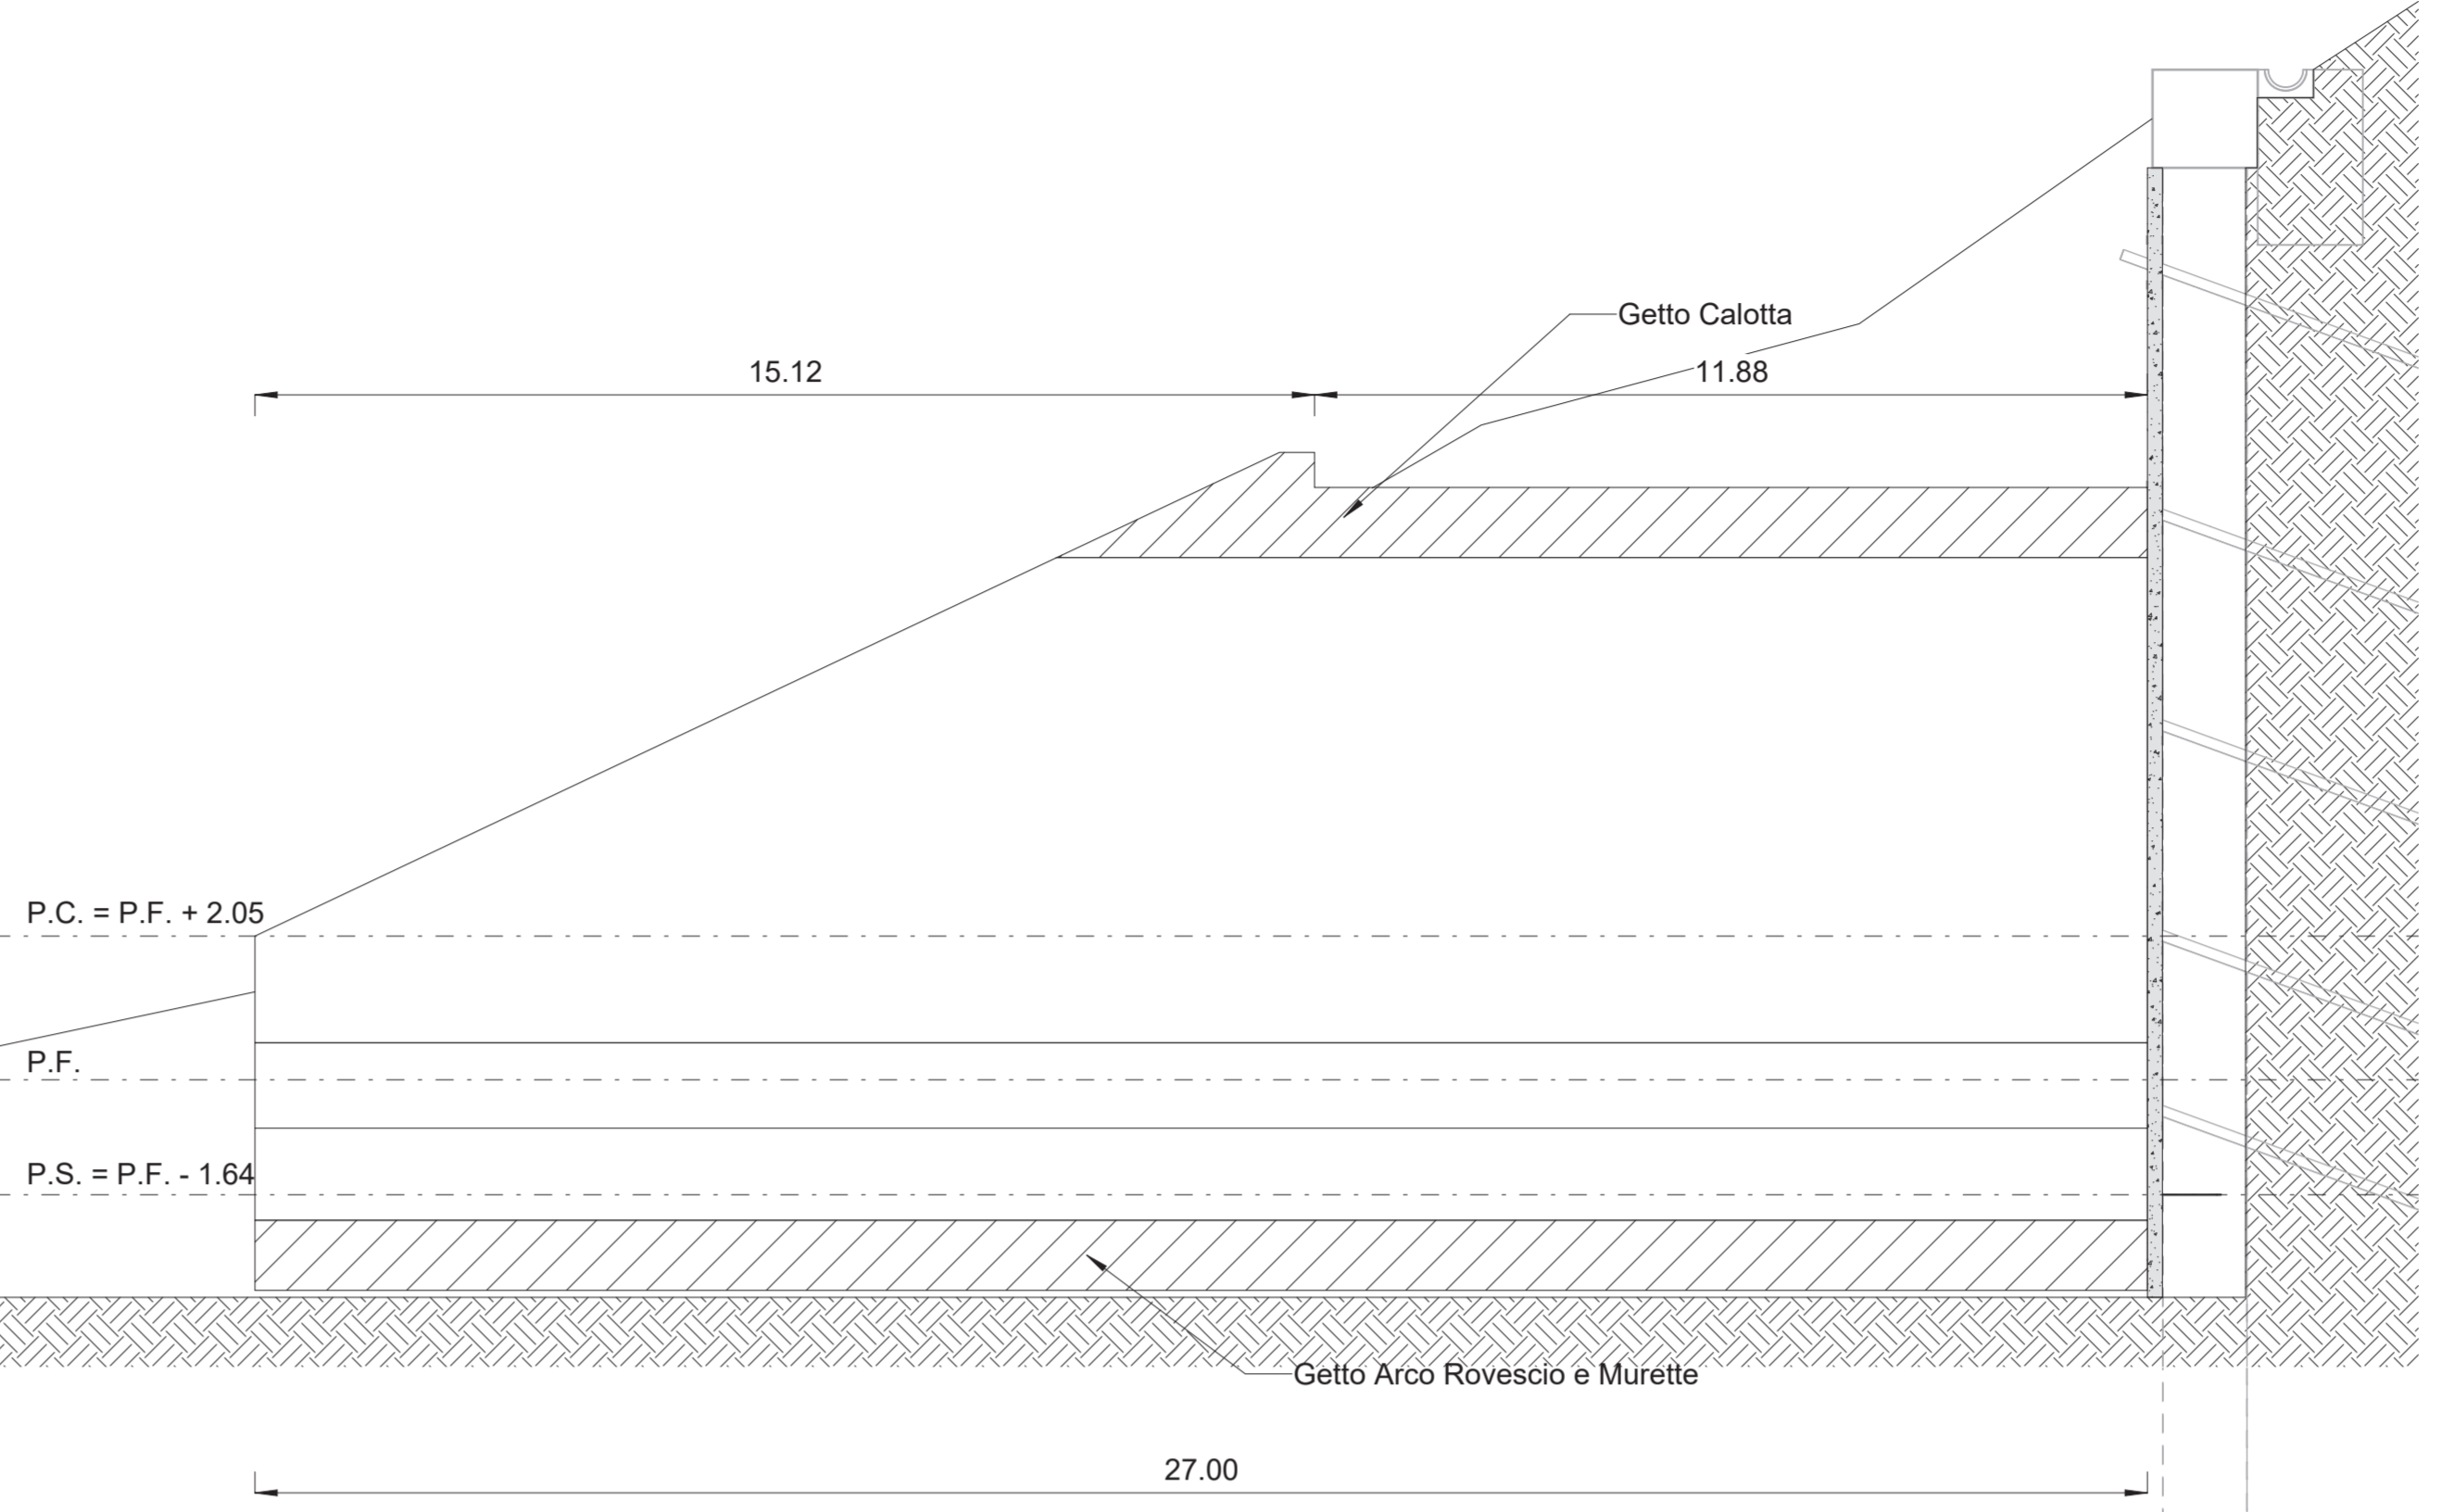 Getto Calotta
15.12
11.88
P.C. = P.F. + 2.05
P.F.
P.S. = P.F. - 1.64
Getto Arco Rovescio e Murette
27.00